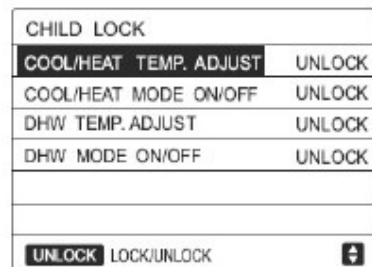 CHILD LOCK
COOL/HEAT TEMP. ADJUST UNLOCK
COOL/HEAT MODE ON/OFF UNLOCK
DHW TEMP. ADJUST UNLOCK
DHW MODE ON/OFF UNLOCK
UNLOCK LOCK/UNLOCK